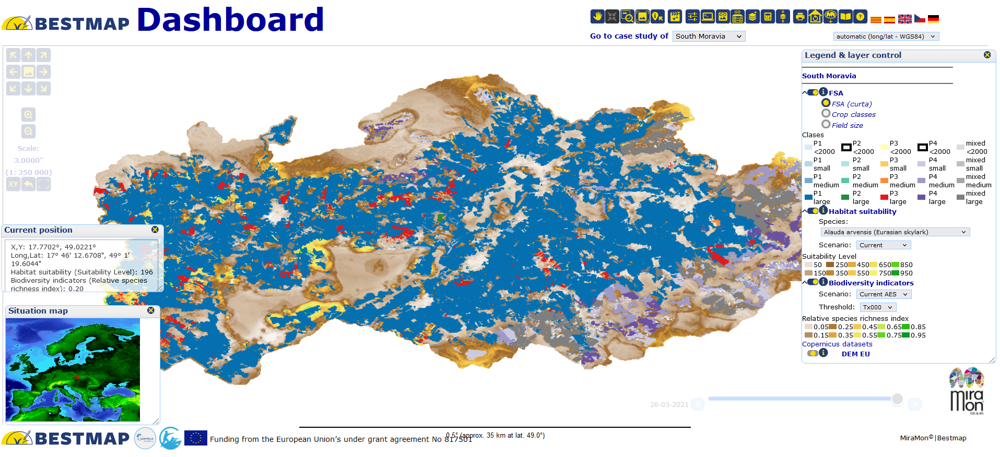 BESTMAP Dashboard
Go to case study of South Moravia
automatic (long/lat - WGS84)
Legend & layer control
South Moravia
FSA
FSA (curta)
Crop classes
Field size
Clases
P1 <2000 P2 <2000 P3 <2000 P4 <2000 mixed <2000
P1 small P2 small P3 small P4 small mixed small
P1 medium P2 medium P3 medium P4 medium mixed medium
P1 large P2 large P3 large P4 large mixed large
Habitat suitability
Species:
Alauda arvensis (Eurasian skylark)
Scenario: Current
Suitability Level
50 250 450 650 850
150 350 550 750 950
Biodiversity indicators
Scenario: Current AES
Threshold: Tx000
Relative species richness index
0.05 0.25 0.45 0.65 0.85
0.15 0.35 0.55 0.75 0.95
Copernicus datasets
DEM EU
Scale:
3.0000"
(1: 350 000)
XY
Current position
X,Y: 17.7702°, 49.0221°
Long,Lat: 17° 46' 12.6708", 49° 1'
19.6044"
Habitat suitability (Suitability Level): 196
Biodiversity indicators (Relative species
richness index): 0.20
Situation map
26-03-2021 < >
mira
mon
GIS & RS
BESTMAP
Copernicus
Academy
Funding from the European Union’s under grant agreement No 817501
0.5° (approx. 35 km at lat. 49.0°)
MiraMon©|Bestmap